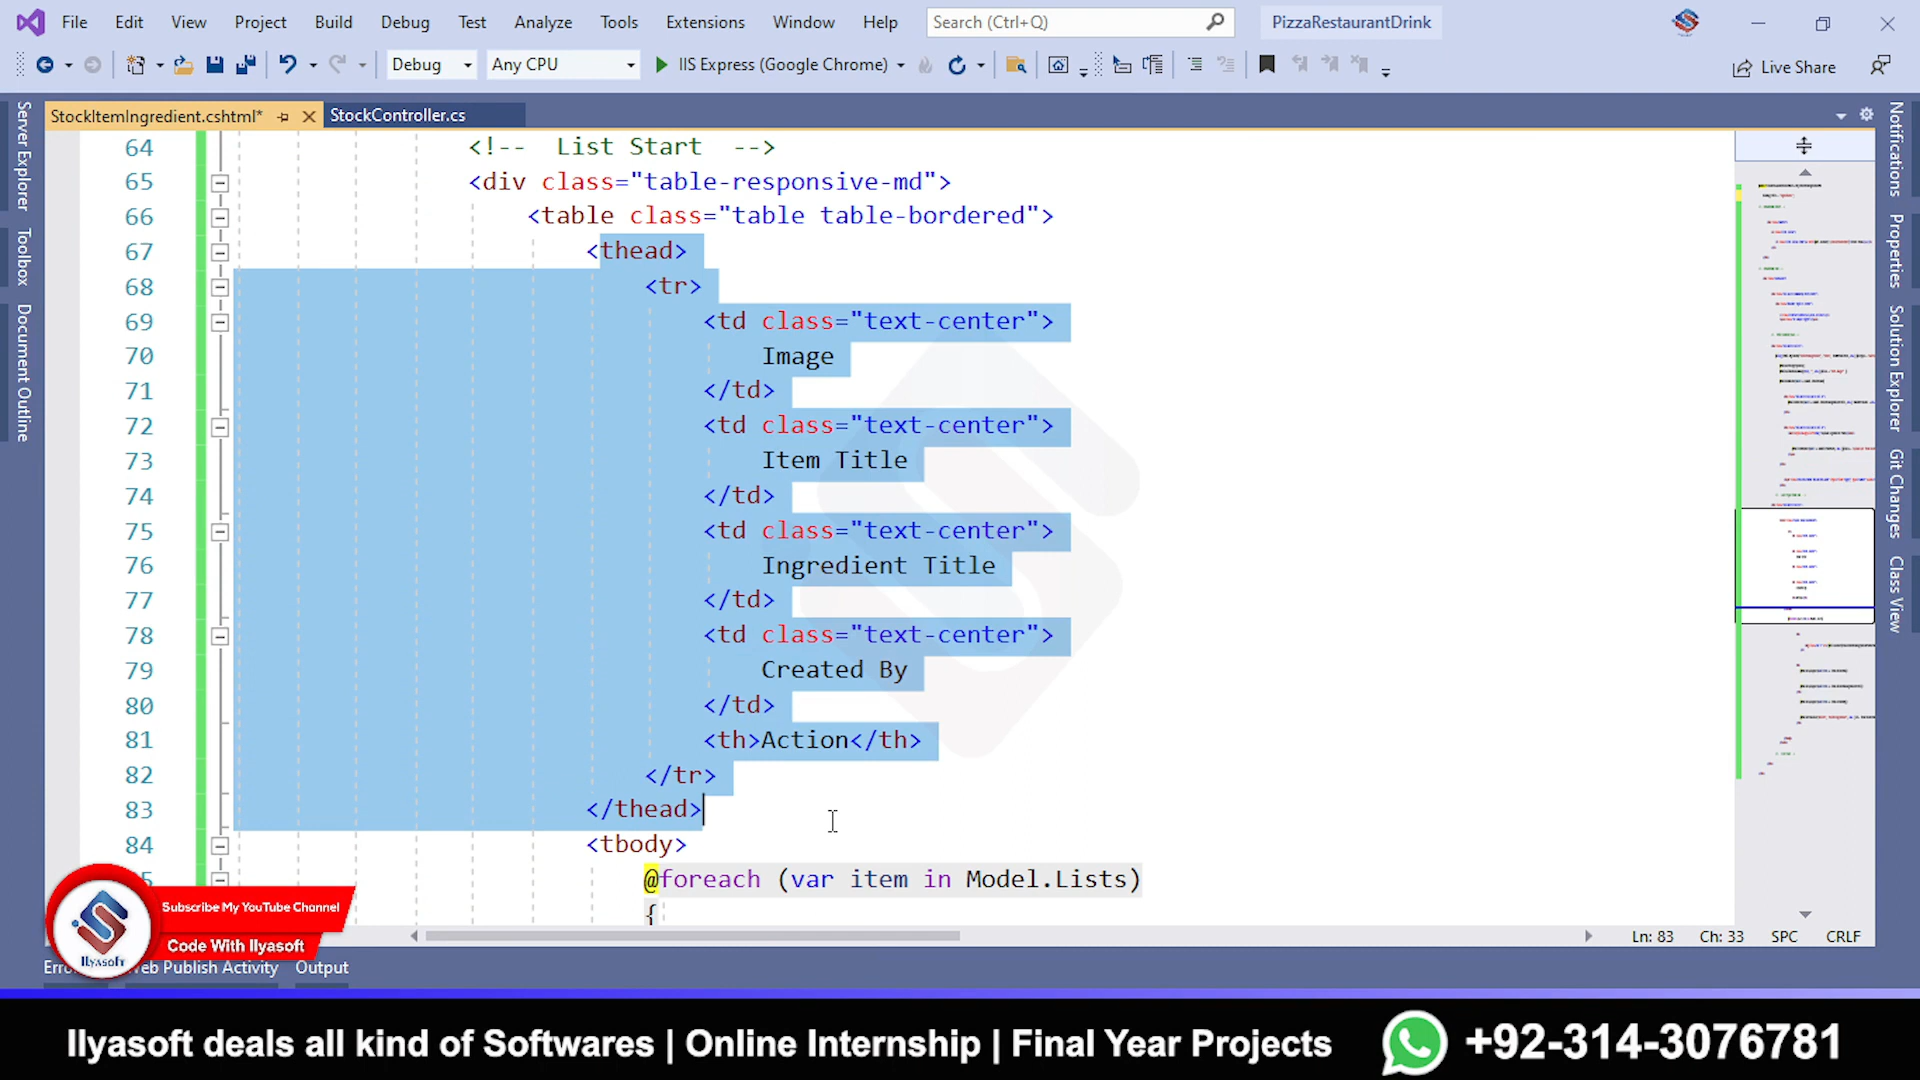 File Edit View Project Build Debug Test Analyze Tools Extensions Window Help Search (Ctrl+Q) PizzaRestaurantDrink
Debug Any CPU IIS Express (Google Chrome) Live Share
StockItemIngredient.cshtml* StockController.cs
Server Explorer
Toolbox
Document Outline
64 <!-- List Start -->
65 <div class="table-responsive-md">
66 <table class="table table-bordered">
67 <thead>
68 <tr>
69 <td class="text-center">
70 Image
71 </td>
72 <td class="text-center">
73 Item Title
74 </td>
75 <td class="text-center">
76 Ingredient Title
77 </td>
78 <td class="text-center">
79 Created By
80 </td>
81 <th>Action</th>
82 </tr>
83 </thead>
84 <tbody>
@foreach (var item in Model.Lists)
{
Notifications
Properties
Solution Explorer
Git Changes
Class View
Ln: 83 Ch: 33 SPC CRLF
Web Publish Activity Output
Subscribe My YouTube Channel
Code With Ilyasoft
Ilyasoft
Ilyasoft deals all kind of Softwares | Online Internship | Final Year Projects +92-314-3076781